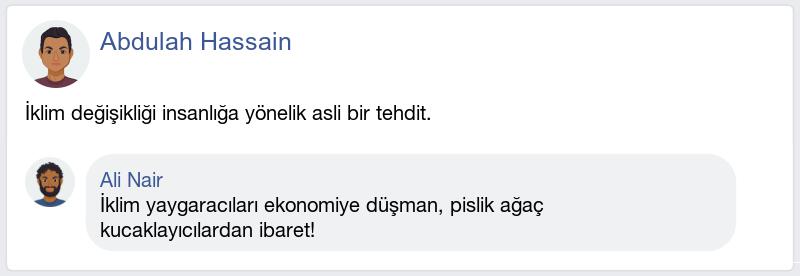 Abdulah Hassain
İklim değişikliği insanlığa yönelik asli bir tehdit.
Ali Nair
İklim yaygaracıları ekonomiye düşman, pislik ağaç
kucaklayıcılardan ibaret!